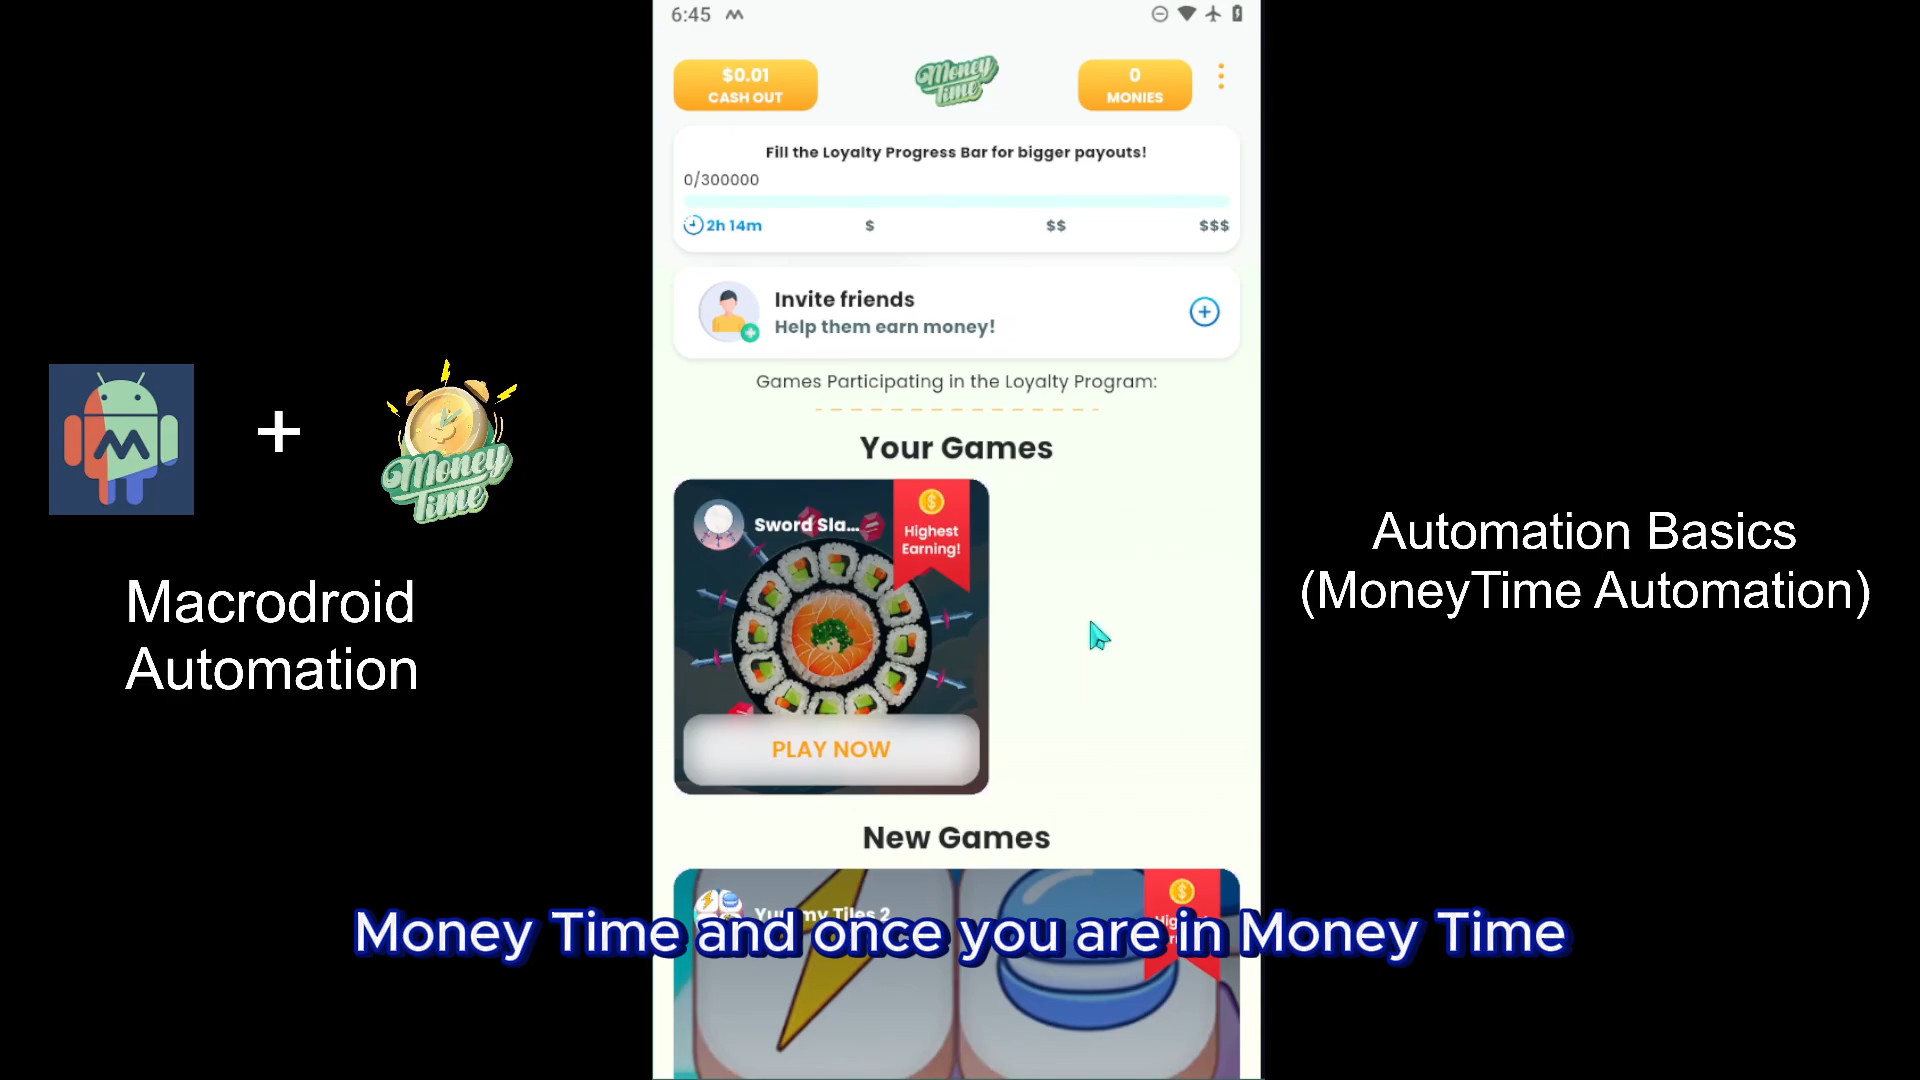 6:45
$0.01
CASH OUT
Money
Time
0
MONIES
Fill the Loyalty Progress Bar for bigger payouts!
0/300000
2h 14m
$
$$
$$$
Invite friends
Help them earn money!
Games Participating in the Loyalty Program:
Your Games
Sword Sla...
Highest
Earning!
PLAY NOW
New Games
Yummy Tiles 2
M
+
Money
Time
Macrodroid
Automation
Automation Basics
(MoneyTime Automation)
Money Time and once you are in Money Time